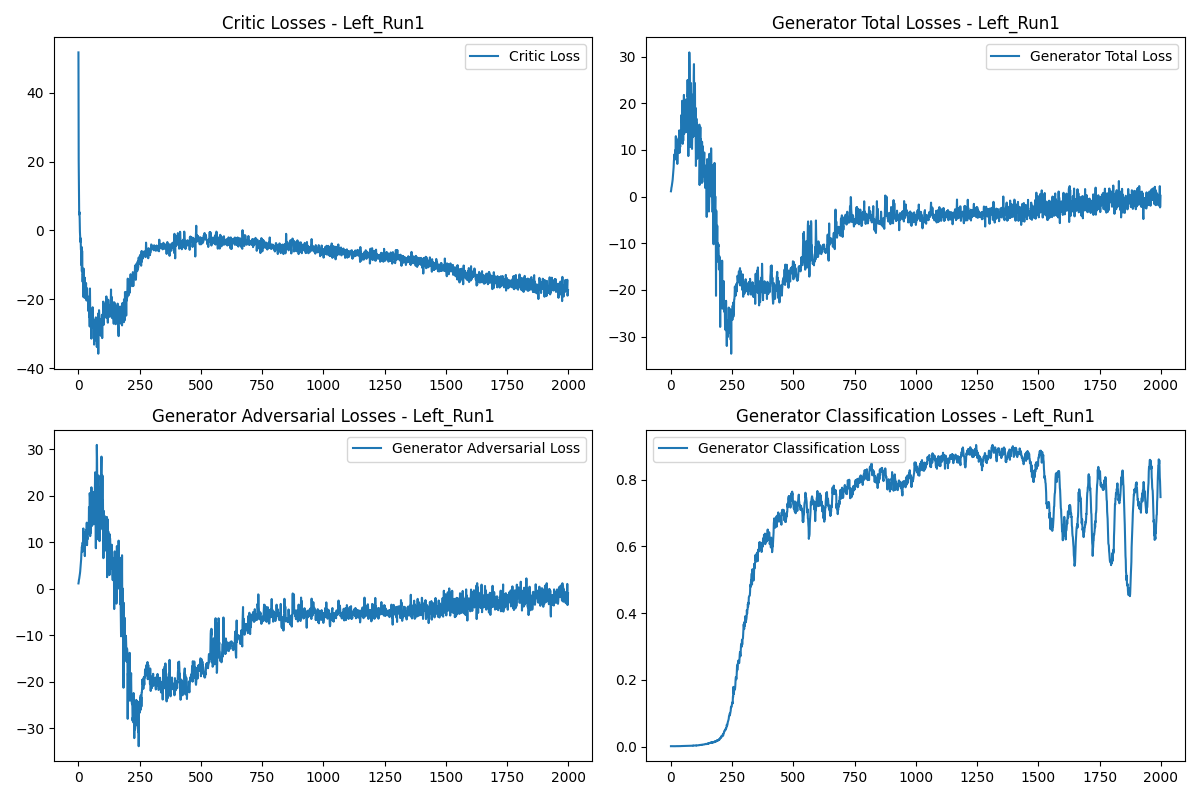 Critic Losses - Left_Run1
Critic Loss
40
20
0
−20
−40
0 250 500 750 1000 1250 1500 1750 2000
Generator Total Losses - Left_Run1
Generator Total Loss
30
20
10
0
−10
−20
−30
0 250 500 750 1000 1250 1500 1750 2000
Generator Adversarial Losses - Left_Run1
Generator Adversarial Loss
30
20
10
0
−10
−20
−30
0 250 500 750 1000 1250 1500 1750 2000
Generator Classification Losses - Left_Run1
Generator Classification Loss
0.8
0.6
0.4
0.2
0.0
0 250 500 750 1000 1250 1500 1750 2000